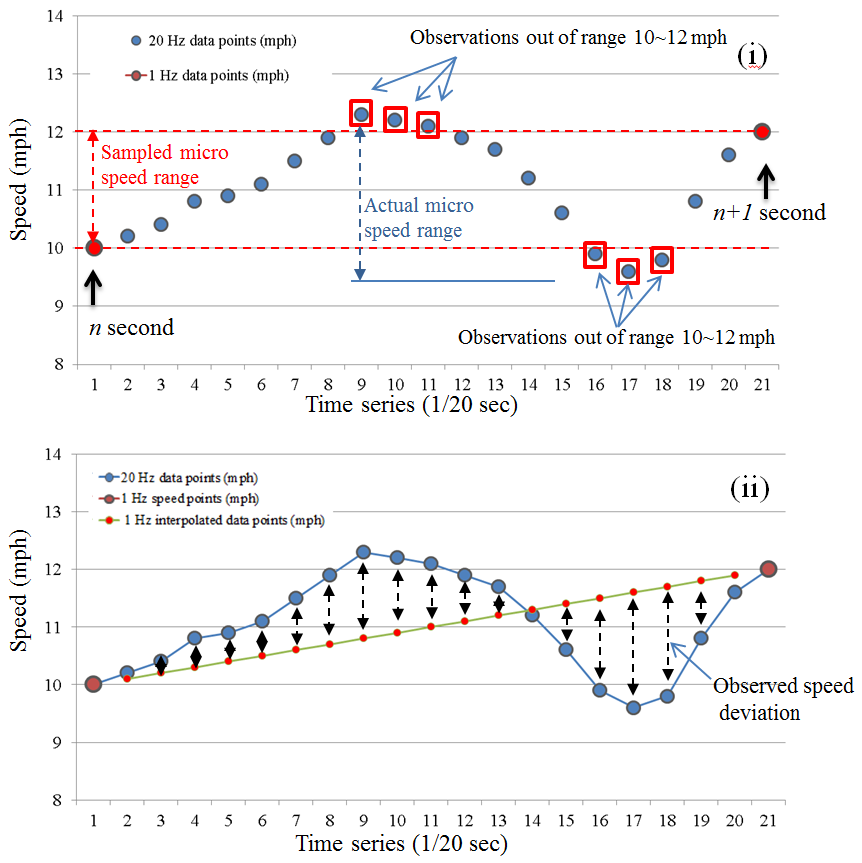 14
13
12
11
10
9
8
Speed (mph)
20 Hz data points (mph)
1 Hz data points (mph)
Observations out of range 10~12 mph
(i)
Sampled micro
speed range
Actual micro
speed range
n+1 second
n second
Observations out of range 10~12 mph
1 2 3 4 5 6 7 8 9 10 11 12 13 14 15 16 17 18 19 20 21
Time series (1/20 sec)
14
13
12
11
10
9
8
Speed (mph)
20 Hz data points (mph)
1 Hz speed points (mph)
1 Hz interpolated data points (mph)
(ii)
Observed speed
deviation
1 2 3 4 5 6 7 8 9 10 11 12 13 14 15 16 17 18 19 20 21
Time series (1/20 sec)